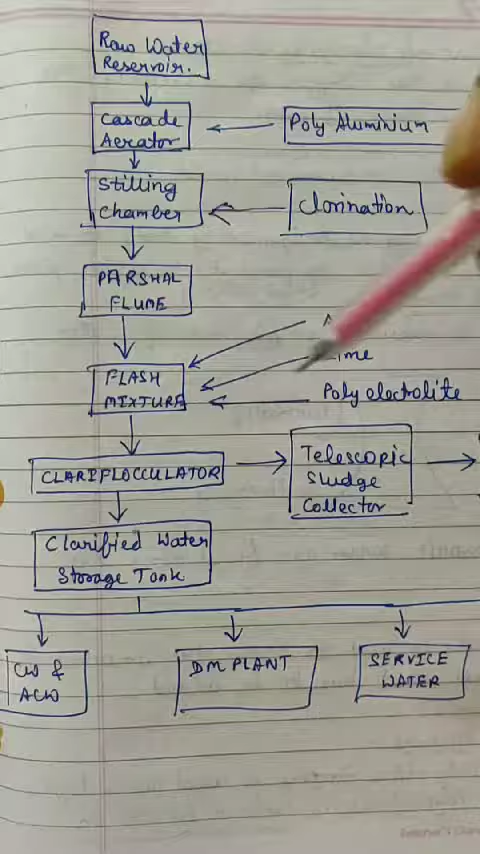 Raw Water
Reservoir.
Cascade
Aerator
Poly Aluminium
Stilling
Chamber
Clorination
PARSHAL
FLUME
FLASH
MIXTURE
Poly electrolite
CLARIFLOCCULATOR
Telescopic
Sludge
Collector
Clarified Water
Storage Tank
CW &
ACW
DM PLANT
SERVICE
WATER